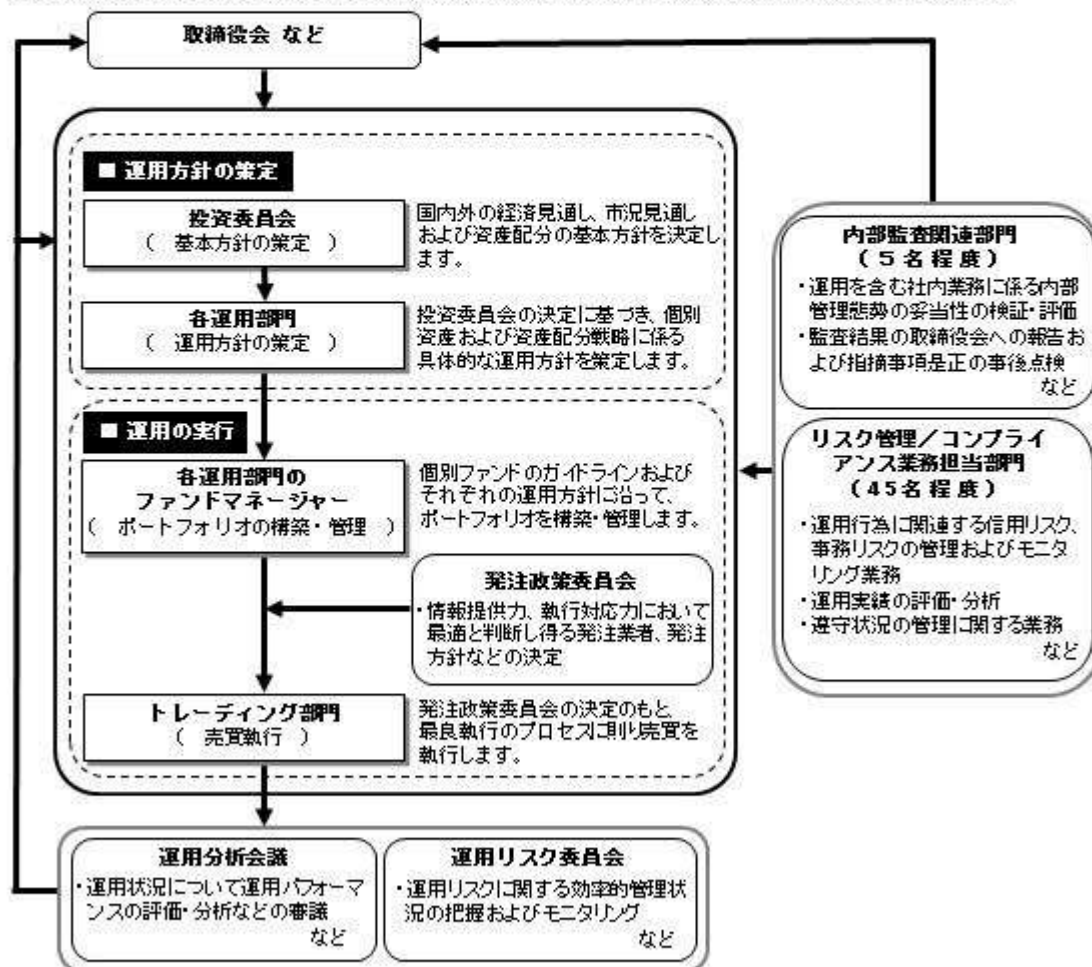 取締役会 など
■ 運用方針の策定
投資委員会
( 基本方針の策定 )
国内外の経済見通し、市況見通し
および資産配分の基本方針を決定し
ます。
各運用部門
( 運用方針の策定 )
投資委員会の決定に基づき、個別
資産および資産配分戦略に係る
具体的な運用方針を策定します。
■ 運用の実行
各運用部門の
ファンドマネージャー
( ポートフォリオの構築・管理 )
個別ファンドのガイドラインおよび
それぞれの運用方針に沿って、
ポートフォリオを構築・管理します。
発注政策委員会
・情報提供力、執行対応力において
最適と判断し得る発注業者、発注
方針などの決定
トレーディング部門
( 売買執行 )
発注政策委員会の決定のもと、
最良執行のプロセスに則り売買を
執行します。
運用分析会議
・運用状況について運用パフォーマ
ンスの評価・分析などの審議
など
運用リスク委員会
・運用リスクに関する効率的管理状
況の把握およびモニタリング
など
内部監査関連部門
(5名程度)
・運用を含む社内業務に係る内部
管理態勢の妥当性の検証・評価
・監査結果の取締役会への報告お
よび指摘事項是正の事後点検
など
リスク管理/コンプライ
アンス業務担当部門
(45名程度)
・運用行為に関連する信用リスク、
事務リスクの管理およびモニタ
リング業務
・運用実績の評価・分析
・遵守状況の管理に関する業務
など